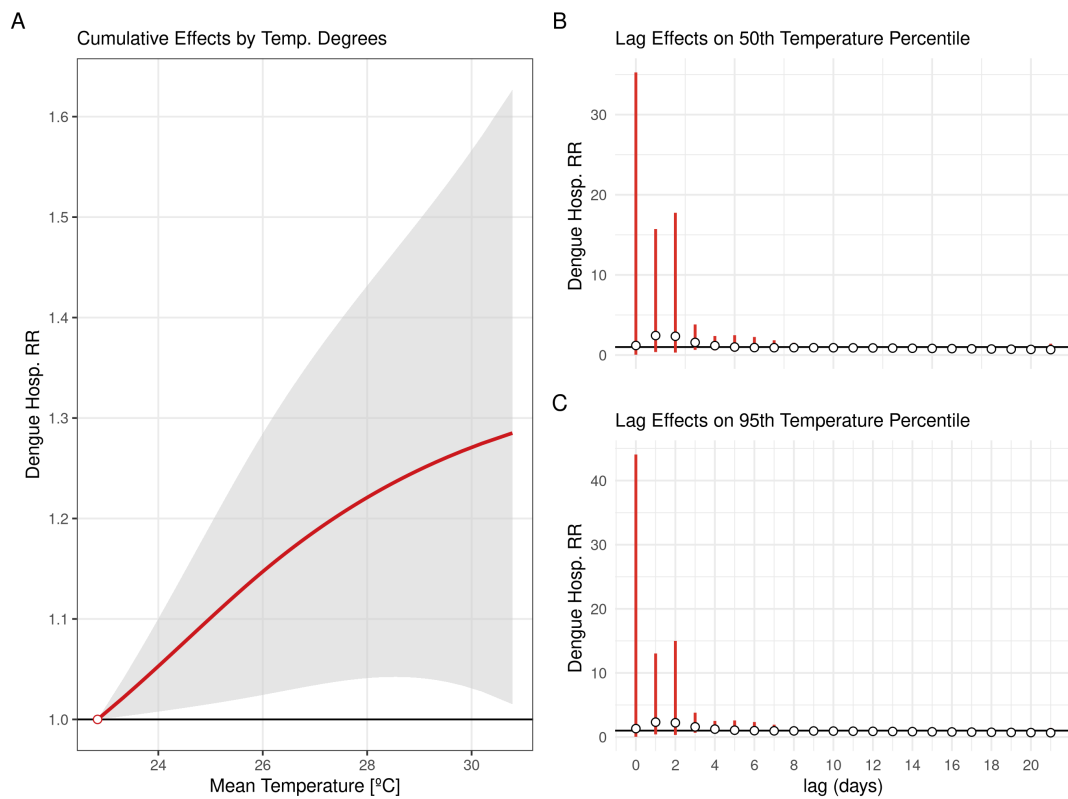 A
Cumulative Effects by Temp. Degrees
Dengue Hosp. RR
1.6
1.5
1.4
1.3
1.2
1.1
1.0
24 26 28 30
Mean Temperature [ºC]
B
Lag Effects on 50th Temperature Percentile
Dengue Hosp. RR
30
20
10
0
C
Lag Effects on 95th Temperature Percentile
Dengue Hosp. RR
40
30
20
10
0
0 2 4 6 8 10 12 14 16 18 20
lag (days)